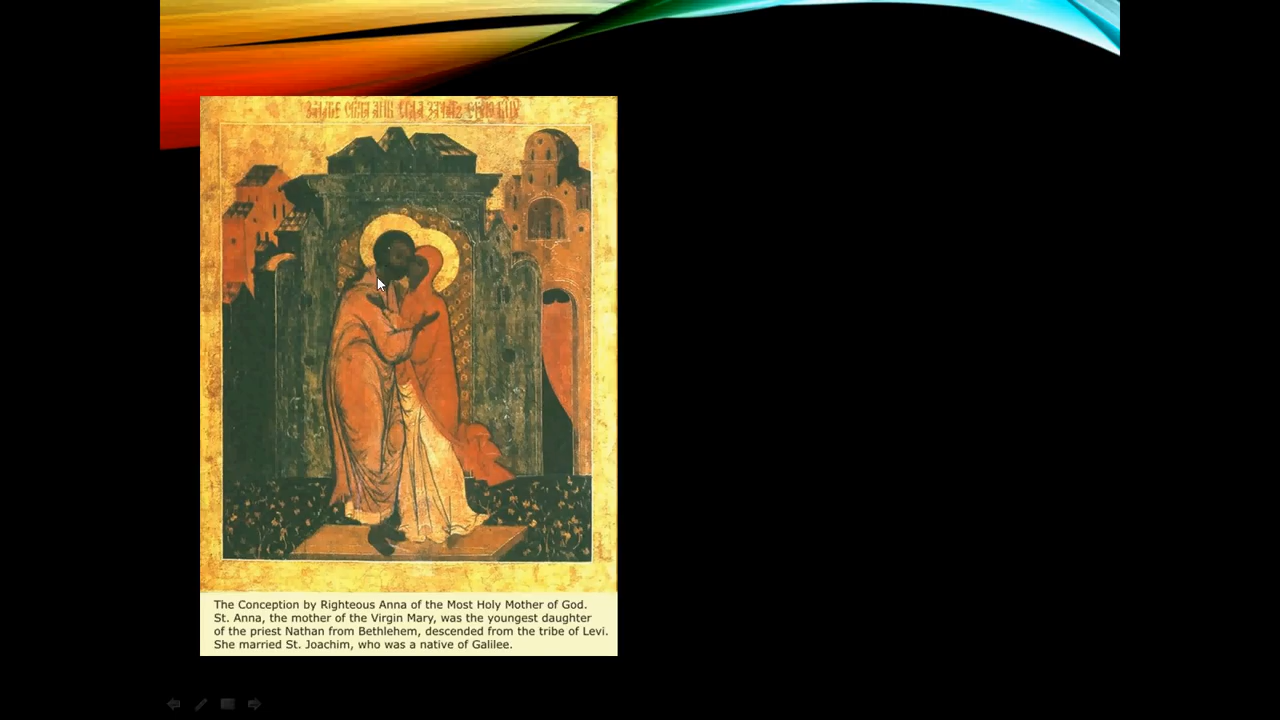 The Conception by Righteous Anna of the Most Holy Mother of God.
St. Anna, the mother of the Virgin Mary, was the youngest daughter
of the priest Nathan from Bethlehem, descended from the tribe of Levi.
She married St. Joachim, who was a native of Galilee.